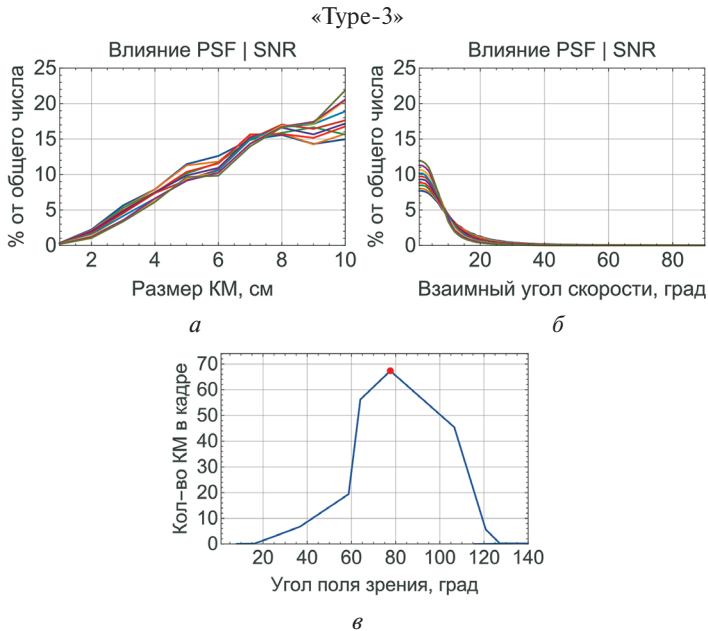 «Type-3»
Влияние PSF | SNR
% от общего числа
25
20
15
10
5
0
2 4 6 8 10
Размер КМ, см
а
Влияние PSF | SNR
% от общего числа
25
20
15
10
5
0
20 40 60 80
Взаимный угол скорости, град
б
Кол-во КМ в кадре
70
60
50
40
30
20
10
0
20 40 60 80 100 120 140
Угол поля зрения, град
в